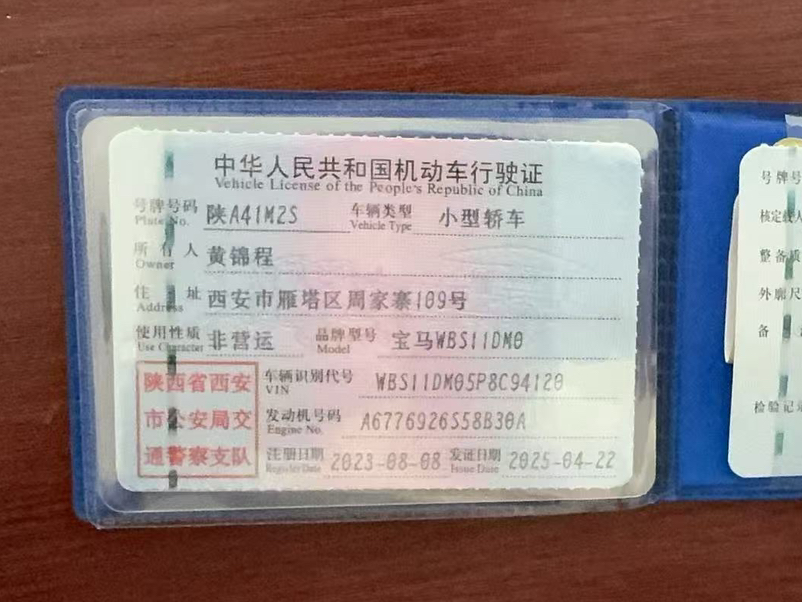 中华人民共和国机动车行驶证
Vehicle License of the People's Republic of China
号牌号码 陕A41M2S 车辆类型 小型轿车
Plate No. Vehicle Type
所有人 黄锦程
Owner
住址 西安市雁塔区周家寨109号
Address
使用性质 非营运 品牌型号 宝马WBS11DM0
Use Character Model
陕西省西安
市公安局交
通警察支队
车辆识别代号 WBS11DM05P8C94120
VIN
发动机号码 A6776926S58B30A
Engine No.
注册日期 2023-08-08 发证日期 2025-04-22
Register Date Issue Date
号牌号
核定载人
整备质
外廓尺
备
检验记录